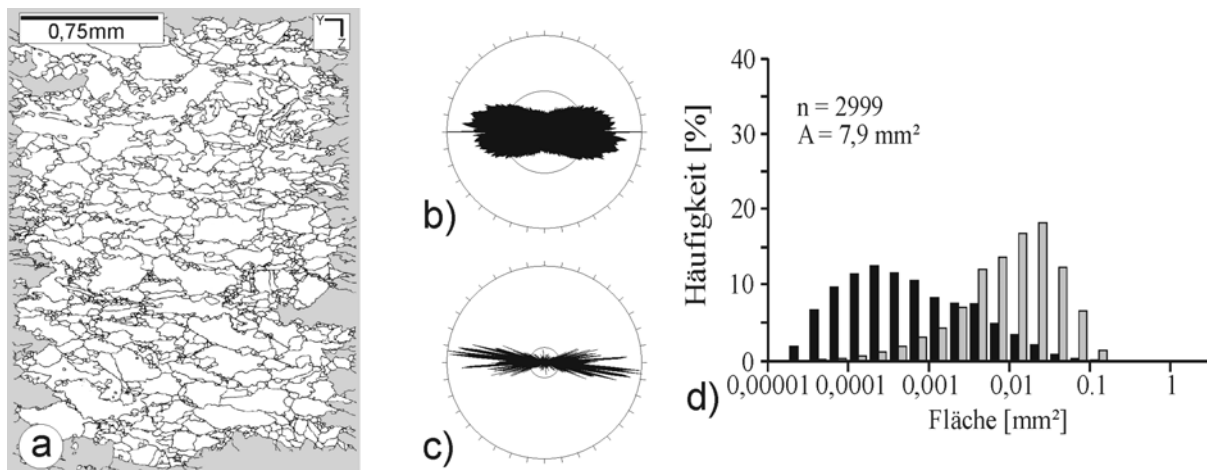 0,75mm
Y
Z
a
b)
c)
d)
Häufigkeit [%]
40
30
20
10
0
n = 2999
A = 7,9 mm²
0,00001 0,0001 0,001 0,01 0.1 1
Fläche [mm²]